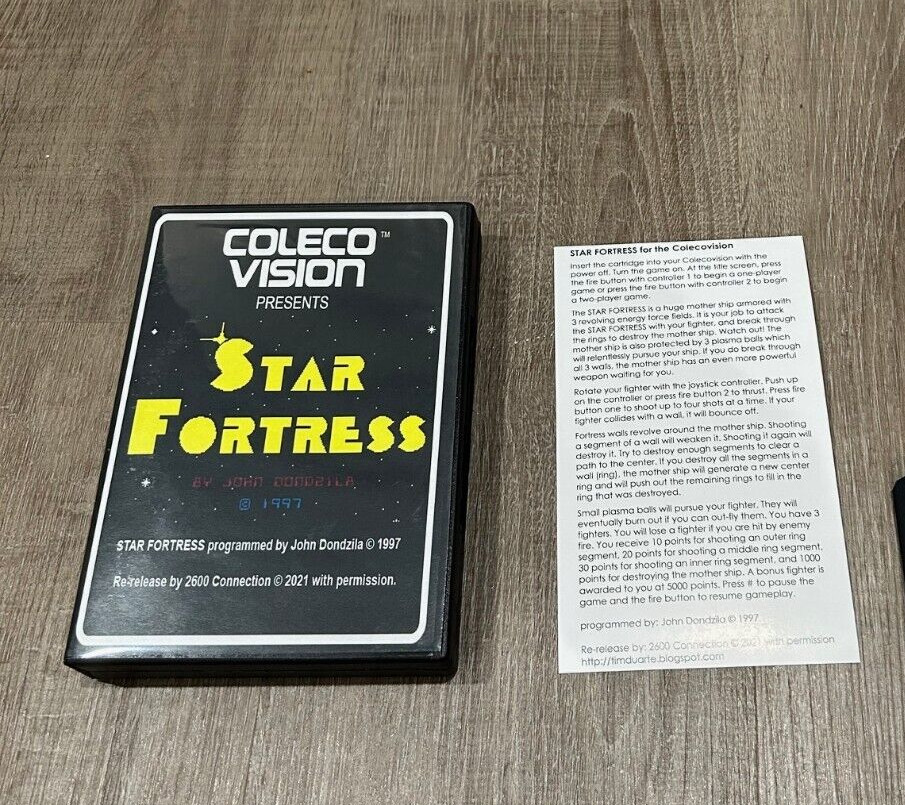 COLECO™
VISION
PRESENTS
STAR
FORTRESS
BY JOHN DONDZILA
© 1997
STAR FORTRESS programmed by John Dondzila © 1997
Re-release by 2600 Connection © 2021 with permission.
STAR FORTRESS for the Colecovision
Insert the cartridge into your Colecovision with the
power off. Turn the game on. At the title screen, press
the fire button with controller 1 to begin a one-player
game or press the fire button with controller 2 to begin
a two-player game.
The STAR FORTRESS is a huge mother ship armored with
3 revolving energy force fields. It is your job to attack
the STAR FORTRESS with your fighter, and break through
the rings to destroy the mother ship. Watch out! The
mother ship is also protected by 3 plasma balls which
will relentlessly pursue your ship. If you do break through
all 3 walls, the mother ship has an even more powerful
weapon waiting for you.
Rotate your fighter with the joystick controller. Push up
on the controller or press fire button 2 to thrust. Press fire
button one to shoot up to four shots at a time. If your
fighter collides with a wall, it will bounce off.
Fortress walls revolve around the mother ship. Shooting
a segment of a wall will weaken it. Shooting it again will
destroy it. Try to destroy enough segments to clear a
path to the center. If you destroy all the segments in a
wall (ring), the mother ship will generate a new center
ring and will push out the remaining rings to fill in the
ring that was destroyed.
Small plasma balls will pursue your fighter. They will
eventually burn out if you can out-fly them. You have 3
fighters. You will lose a fighter if you are hit by enemy
fire. You receive 10 points for shooting an outer ring
segment, 20 points for shooting a middle ring segment,
30 points for shooting an inner ring segment, and 1000
points for destroying the mother ship. A bonus fighter is
awarded to you at 5000 points. Press # to pause the
game and the fire button to resume gameplay.
programmed by: John Dondzila © 1997
Re-release by: 2600 Connection © 2021 with permission
http://timduarte.blogspot.com